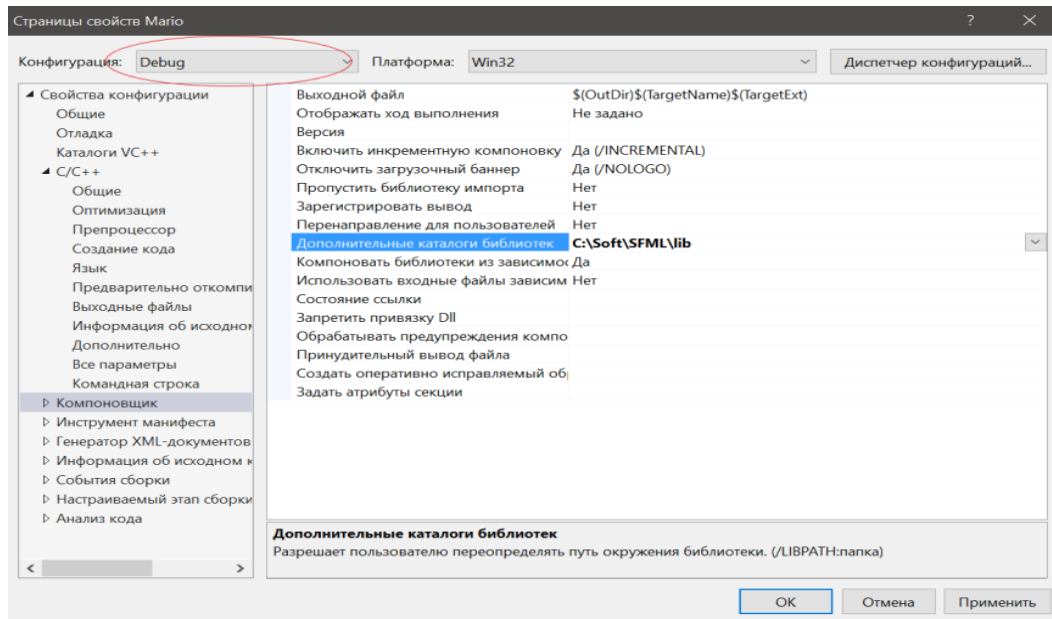 Страницы свойств Mario
Конфигурация: Debug Платформа: Win32 Диспетчер конфигураций...
Свойства конфигурации
Общие
Отладка
Каталоги VC++
C/C++
Общие
Оптимизация
Препроцессор
Создание кода
Язык
Предварительно откомпи
Выходные файлы
Информация об исходном
Дополнительно
Все параметры
Командная строка
Компоновщик
Инструмент манифеста
Генератор XML-документов
Информация об исходном к
События сборки
Настраиваемый этап сборки
Анализ кода
Выходной файл $(OutDir)$(TargetName)$(TargetExt)
Отображать ход выполнения Не задано
Версия
Включить инкрементную компоновку Да (/INCREMENTAL)
Отключить загрузочный баннер Да (/NOLOGO)
Пропустить библиотеку импорта Нет
Зарегистрировать вывод Нет
Перенаправление для пользователей Нет
Дополнительные каталоги библиотек C:\Soft\SFML\lib
Компоновать библиотеки из зависимос Да
Использовать входные файлы зависим Нет
Состояние ссылки
Запретить привязку Dll
Обрабатывать предупреждения компо
Принудительный вывод файла
Создать оперативно исправляемый об
Задать атрибуты секции
Дополнительные каталоги библиотек
Разрешает пользователю переопределять путь окружения библиотеки. (/LIBPATH:папка)
ОК Отмена Применить